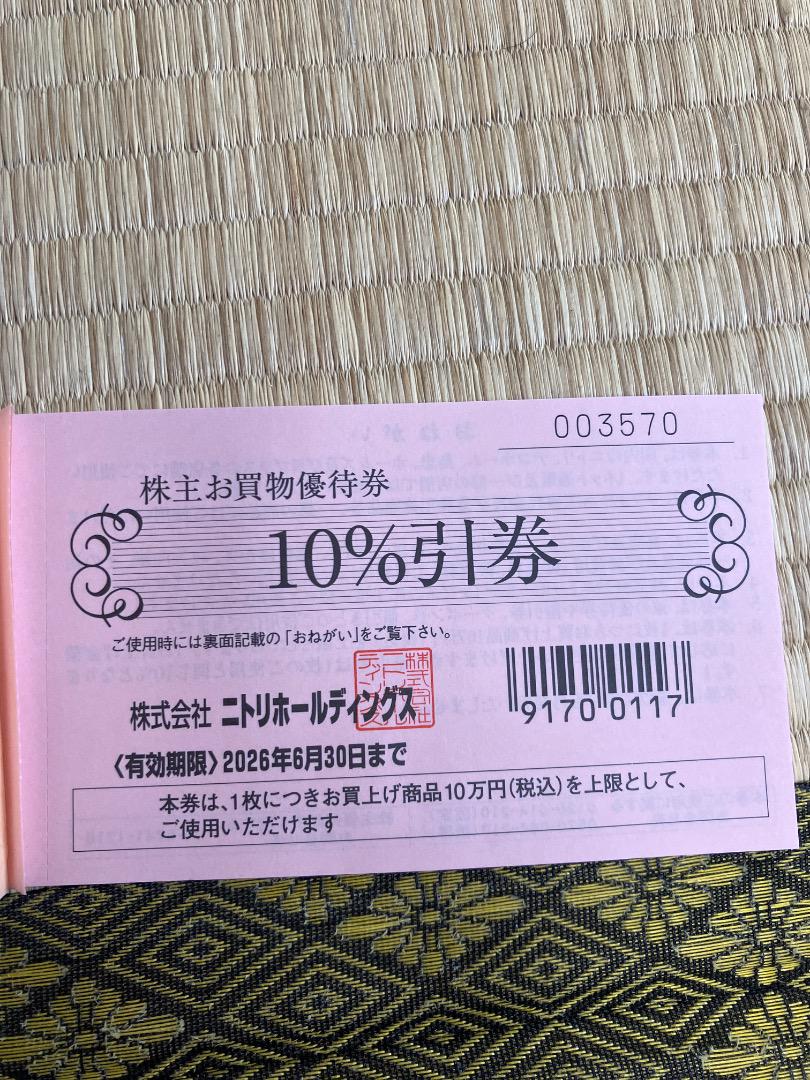 003570
株主お買物優待券
10%引券
ご使用時には裏面記載の「おねがい」をご覧下さい。
株式会社 ニトリホールディングス
9170 0117
〈有効期限〉2026年6月30日まで
本券は、1枚につきお買上げ商品10万円(税込)を上限として、
ご使用いただけます